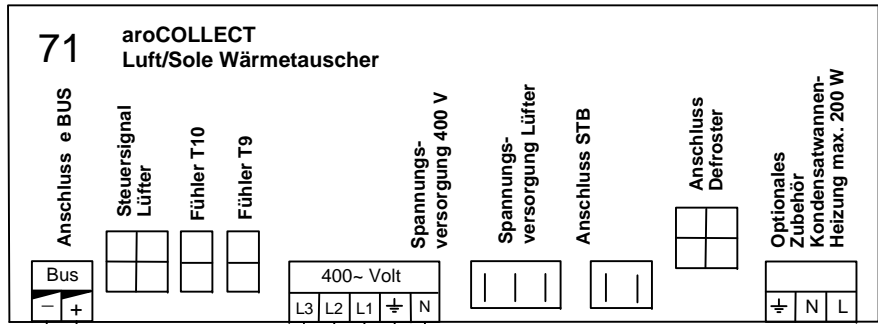 71
aroCOLLECT
Luft/Sole Wärmetauscher
Anschluss e BUS
Steuersignal
Lüfter
Fühler T10
Fühler T9
Spannungs-
versorgung 400 V
Spannungs-
versorgung Lüfter
Anschluss STB
Anschluss
Defroster
Optionales
Zubehör
Kondensatwannen-
Heizung max. 200 W
Bus
− +
400~ Volt
L3 L2 L1 ⏚ N
⏚ N L